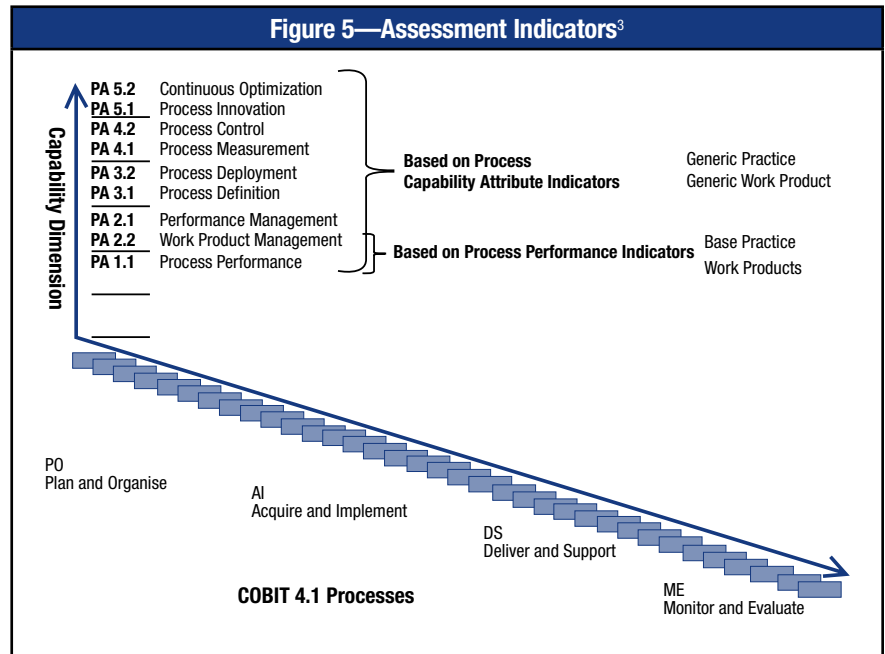 Figure 5—Assessment Indicators³
Capability Dimension
PA 5.2 Continuous Optimization
PA 5.1 Process Innovation
PA 4.2 Process Control
PA 4.1 Process Measurement
PA 3.2 Process Deployment
PA 3.1 Process Definition
PA 2.1 Performance Management
PA 2.2 Work Product Management
PA 1.1 Process Performance
Based on Process
Capability Attribute Indicators
Generic Practice
Generic Work Product
Based on Process Performance Indicators
Base Practice
Work Products
PO
Plan and Organise
AI
Acquire and Implement
DS
Deliver and Support
ME
Monitor and Evaluate
COBIT 4.1 Processes